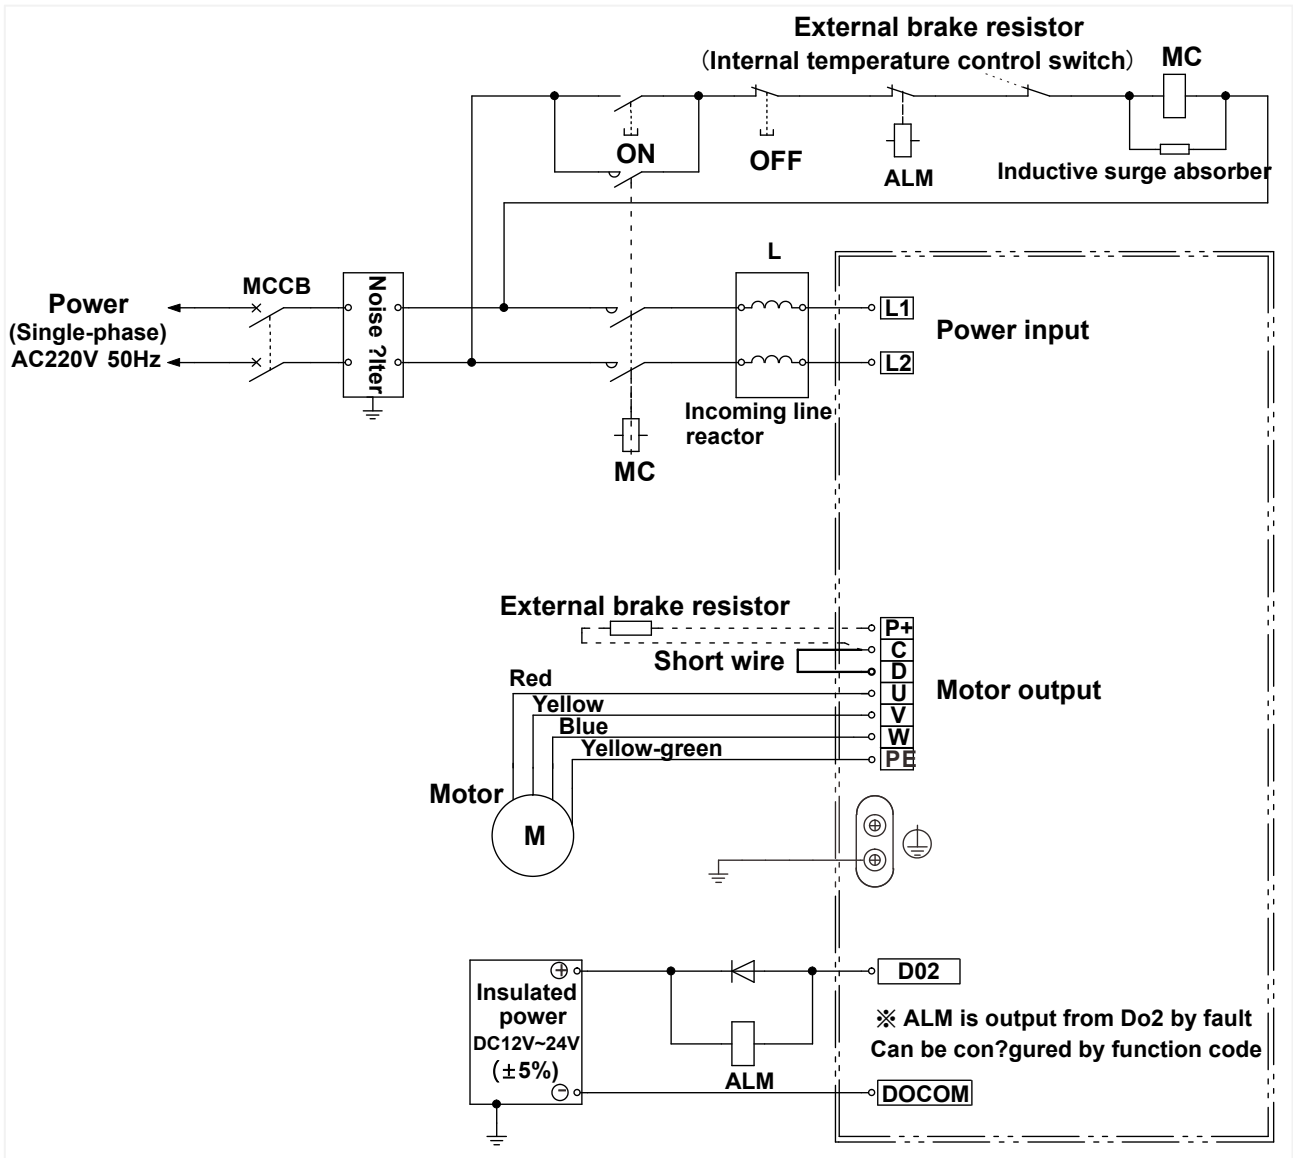 External brake resistor
(Internal temperature control switch)
MC
ON
OFF
ALM
Inductive surge absorber
L
MCCB
Noise ?lter
Power
(Single-phase)
AC220V 50Hz
L1
Power input
L2
Incoming line
reactor
MC
External brake resistor
P+
C
Short wire
D
Red
U
Motor output
Yellow
V
Blue
W
Yellow-green
PE
Motor
M
D02
Insulated
power
DC12V~24V
(±5%)
※ ALM is output from Do2 by fault
Can be con?gured by function code
ALM
DOCOM